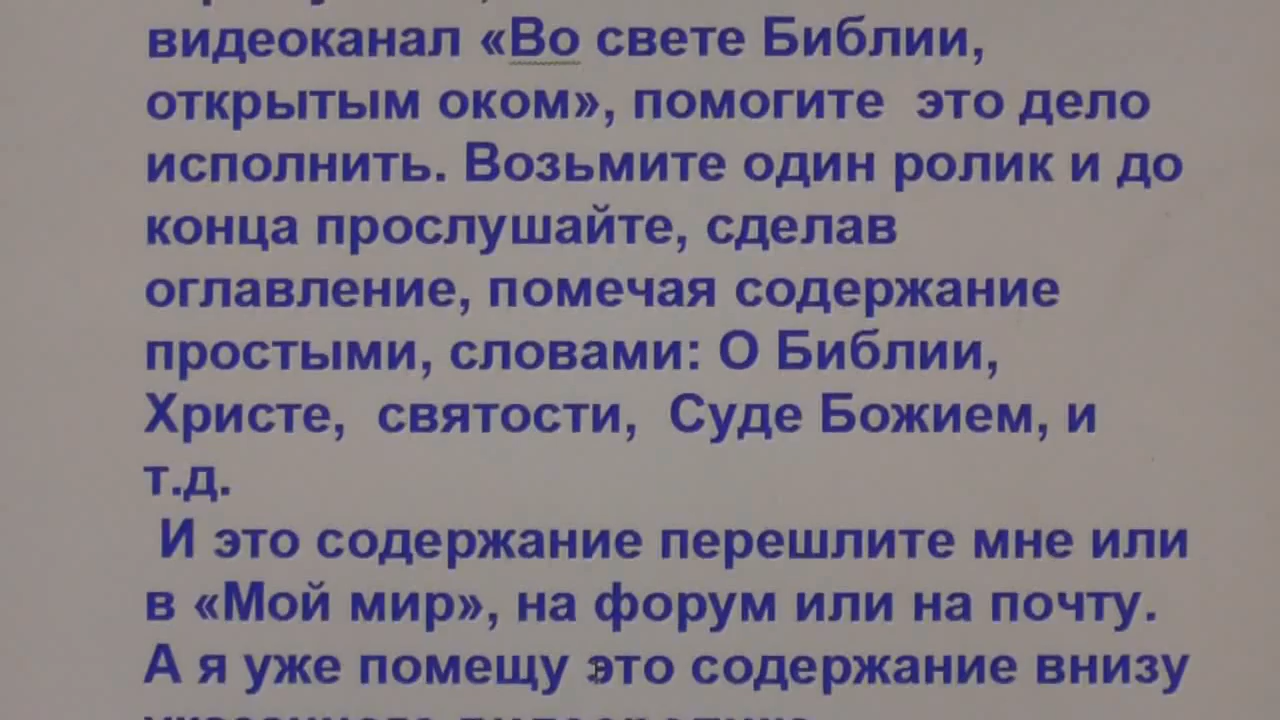 видеоканал «Во свете Библии,
открытым оком», помогите  это дело
исполнить. Возьмите один ролик и до
конца прослушайте, сделав
оглавление, помечая содержание
простыми, словами: О Библии,
Христе,  святости,  Суде Божием, и
т.д.
И это содержание перешлите мне или
в «Мой мир», на форум или на почту.
А я уже помещу это содержание внизу